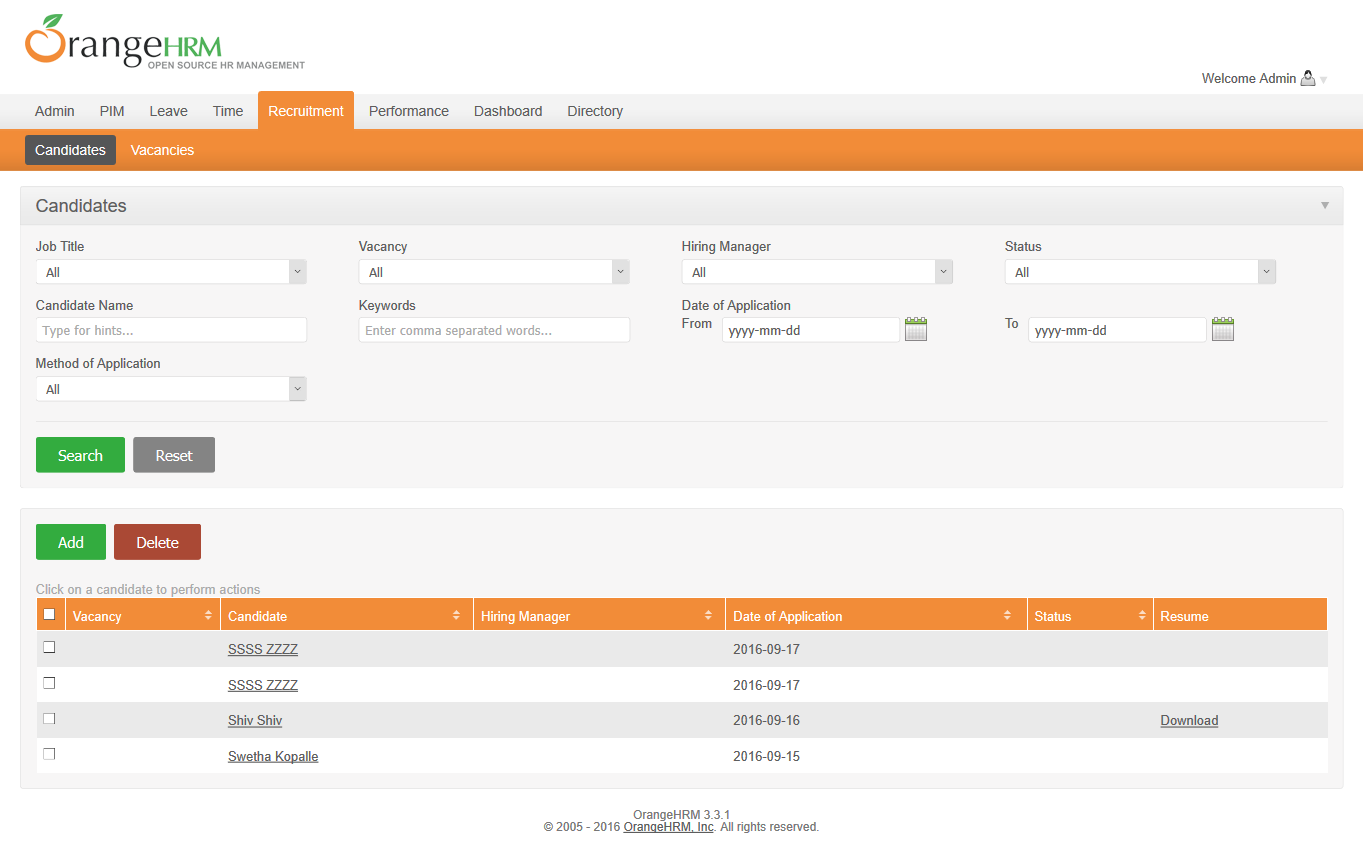 OrangeHRM
OPEN SOURCE HR MANAGEMENT
Welcome Admin
Admin PIM Leave Time Recruitment Performance Dashboard Directory
Candidates Vacancies
Candidates
Job Title Vacancy Hiring Manager Status
All All All All
Candidate Name Keywords Date of Application
Type for hints... Enter comma separated words... From yyyy-mm-dd To yyyy-mm-dd
Method of Application
All
Search Reset
Add Delete
Click on a candidate to perform actions
Vacancy Candidate Hiring Manager Date of Application Status Resume
SSSS ZZZZ 2016-09-17
SSSS ZZZZ 2016-09-17
Shiv Shiv 2016-09-16 Download
Swetha Kopalle 2016-09-15
OrangeHRM 3.3.1
© 2005 - 2016 OrangeHRM, Inc. All rights reserved.